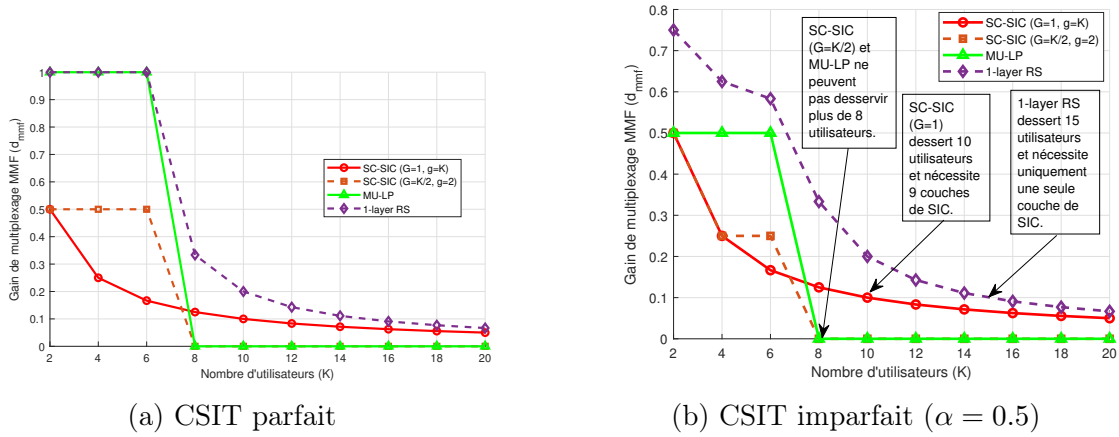 Gain de multiplexage MMF (d_mmf)
1
0.9
0.8
0.7
0.6
0.5
0.4
0.3
0.2
0.1
0
2 4 6 8 10 12 14 16 18 20
Nombre d'utilisateurs (K)
SC-SIC (G=1, g=K)
SC-SIC (G=K/2, g=2)
MU-LP
1-layer RS
(a) CSIT parfait
Gain de multiplexage MMF (d_mmf)
0.8
0.7
0.6
0.5
0.4
0.3
0.2
0.1
0
2 4 6 8 10 12 14 16 18 20
Nombre d'utilisateurs (K)
SC-SIC
(G=K/2) et
MU-LP ne
peuvent
pas desservir
plus de 8
utilisateurs.
SC-SIC
(G=1)
dessert 10
utilisateurs
et nécessite
9 couches
de SIC.
1-layer RS
dessert 15
utilisateurs
et nécessite
uniquement
une seule
couche de
SIC.
SC-SIC (G=1, g=K)
SC-SIC (G=K/2, g=2)
MU-LP
1-layer RS
(b) CSIT imparfait (α = 0.5)